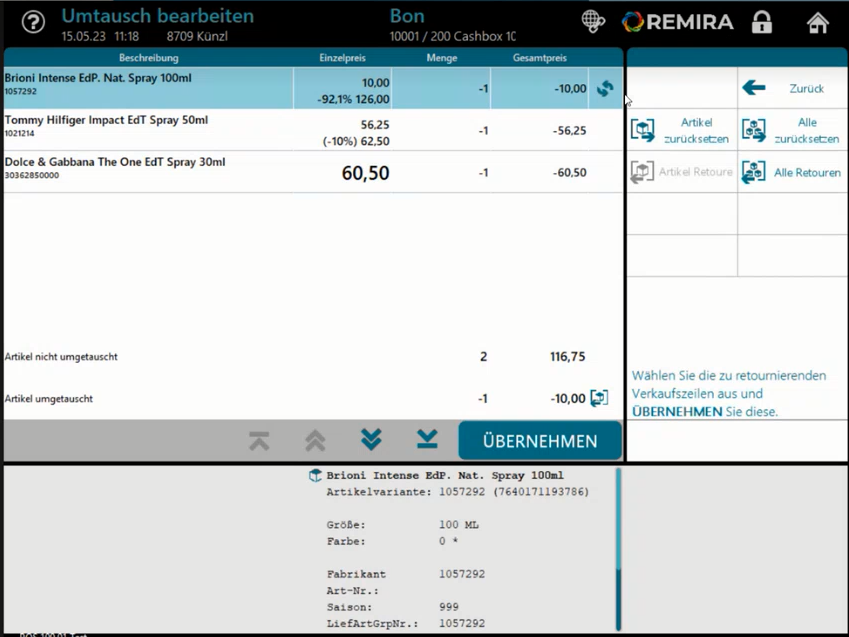 ?
Umtausch bearbeiten
15.05.23 11:18 8709 Künzl
Bon
10001 / 200 Cashbox 10
REMIRA
Beschreibung Einzelpreis Menge Gesamtpreis
Brioni Intense EdP. Nat. Spray 100ml
1057292
10,00
-92,1% 126,00
-1 -10,00
Tommy Hilfiger Impact EdT Spray 50ml
1021214
56,25
(-10%) 62,50
-1 -56,25
Dolce & Gabbana The One EdT Spray 30ml
30362850000
60,50 -1 -60,50
Artikel nicht umgetauscht 2 116,75
Artikel umgetauscht -1 -10,00
ÜBERNEHMEN
Zurück
Artikel
zurücksetzen
Alle
zurücksetzen
Artikel Retoure
Alle Retouren
Wählen Sie die zu retournierenden
Verkaufszeilen aus und
ÜBERNEHMEN Sie diese.
Brioni Intense EdP. Nat. Spray 100ml
Artikelvariante: 1057292 (7640171193786)
Größe: 100 ML
Farbe: 0 *
Fabrikant 1057292
Art-Nr.:
Saison: 999
LiefArtGrpNr.: 1057292